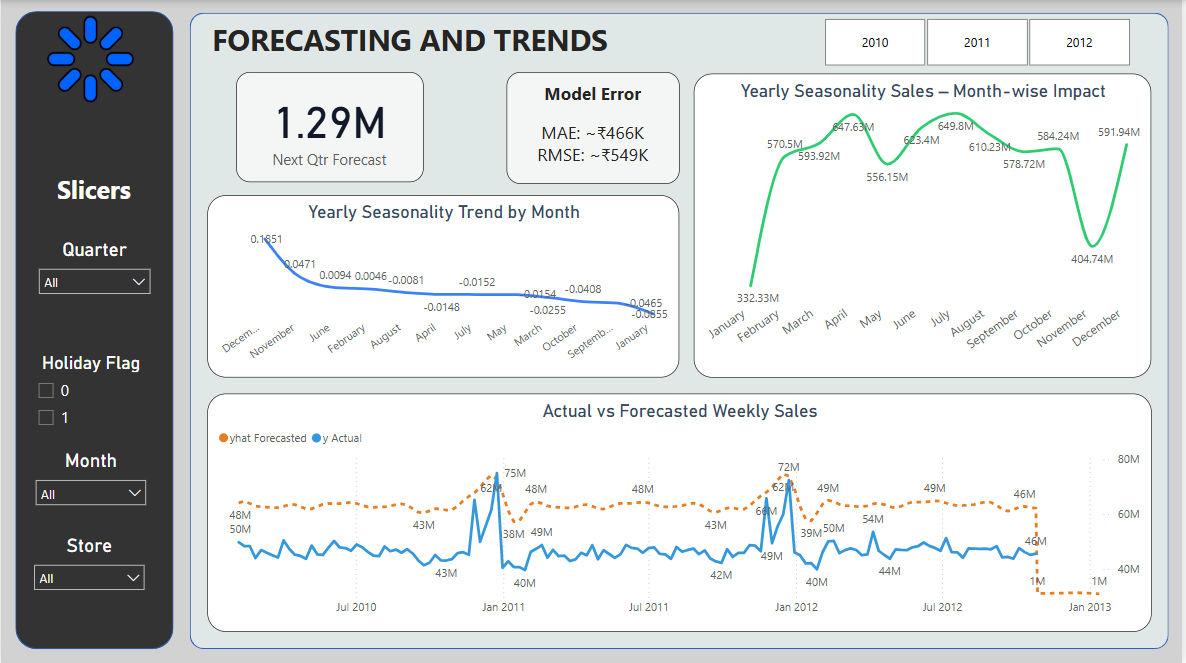 FORECASTING AND TRENDS
2010
2011
2012
Slicers
Quarter
All
Holiday Flag
0
1
Month
All
Store
All
1.29M
Next Qtr Forecast
Model Error
MAE: ~₹466K
RMSE: ~₹549K
Yearly Seasonality Trend by Month
0.1851
0.0471
0.0094
0.0046
-0.0081
-0.0148
-0.0152
-0.0154
-0.0255
-0.0408
-0.0465
-0.0855
Decem...
November
June
February
August
April
July
May
March
October
Septemb...
January
Yearly Seasonality Sales – Month-wise Impact
332.33M
570.5M
593.92M
647.63M
556.15M
623.4M
649.8M
610.23M
578.72M
584.24M
404.74M
591.94M
January
February
March
April
May
June
July
August
September
October
November
December
Actual vs Forecasted Weekly Sales
yhat Forecasted
y Actual
48M
50M
43M
43M
62M
75M
38M
48M
49M
40M
48M
43M
42M
66M
49M
62M
72M
39M
40M
49M
50M
54M
44M
49M
46M
46M
1M
1M
80M
60M
40M
Jul 2010
Jan 2011
Jul 2011
Jan 2012
Jul 2012
Jan 2013